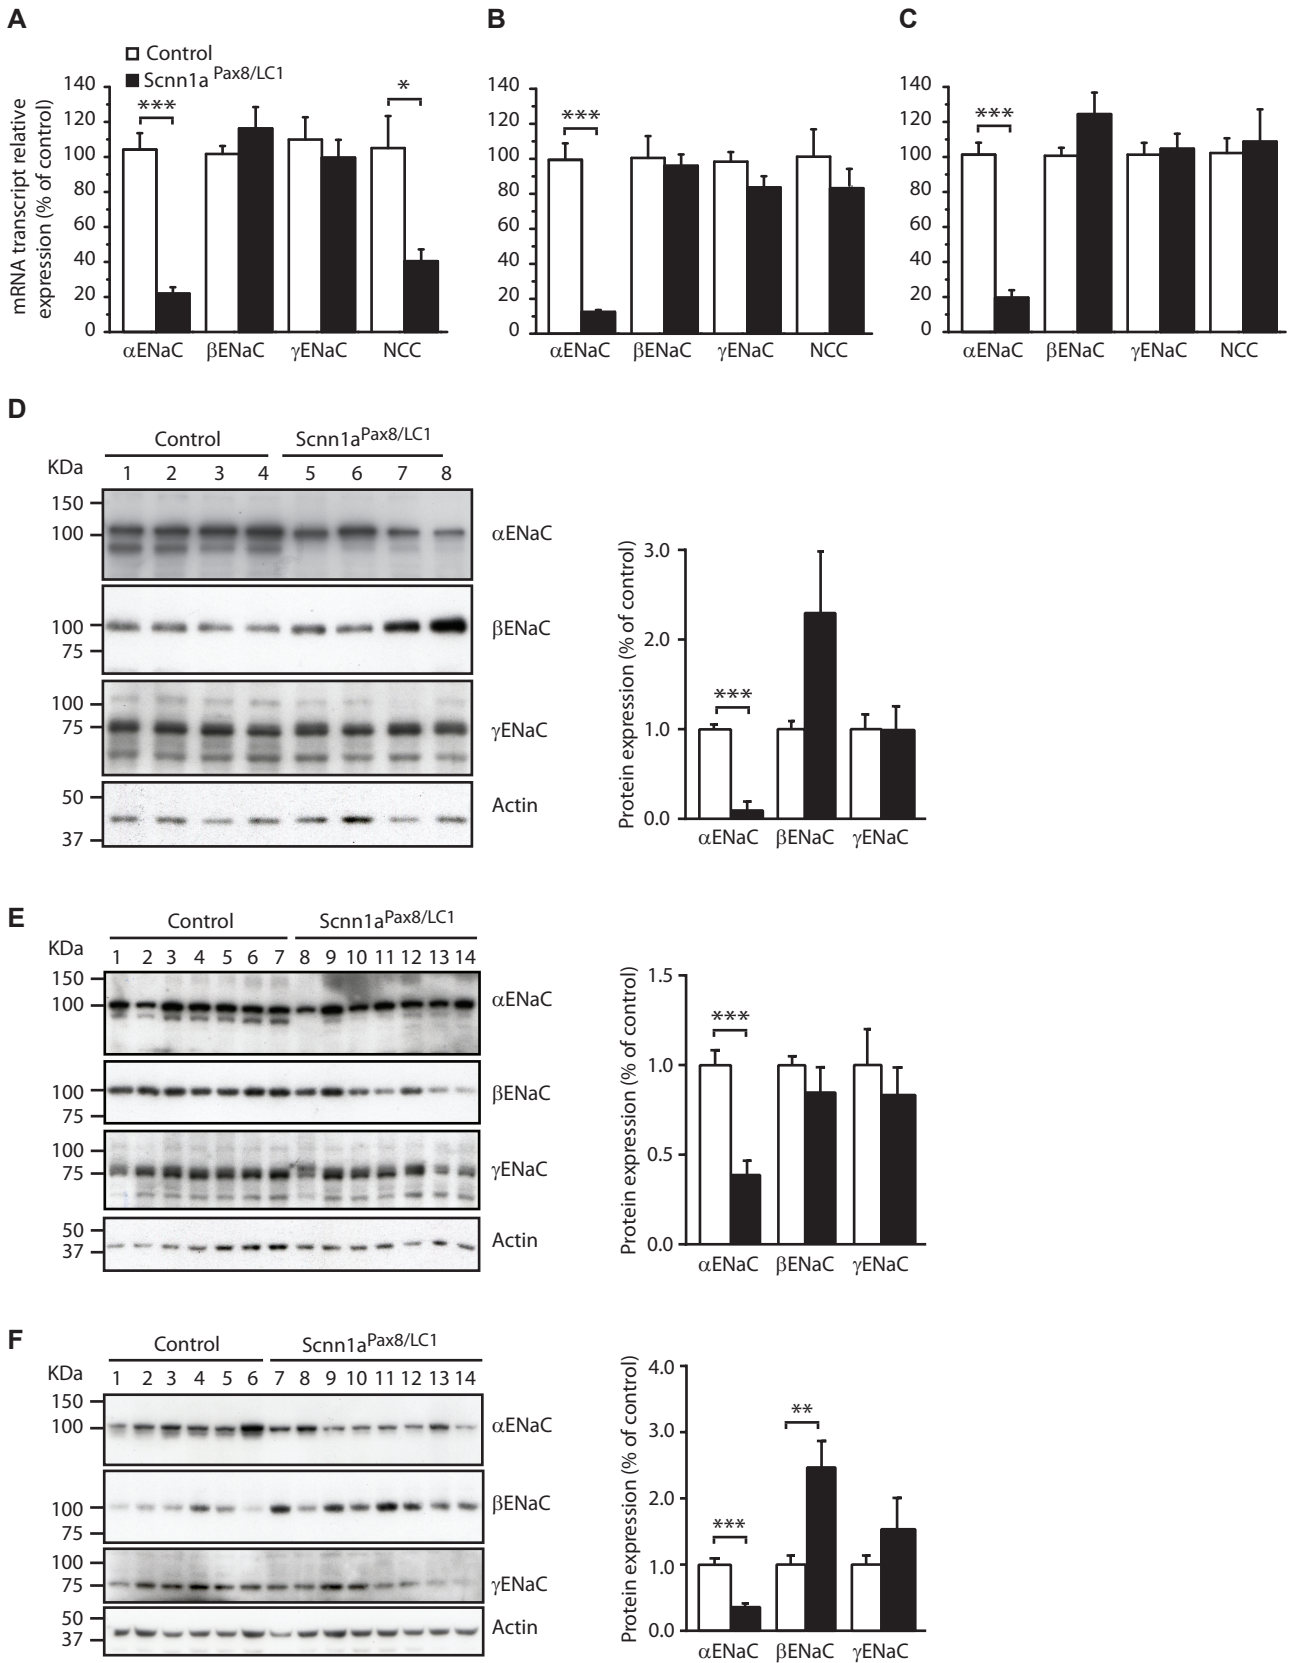 A
B
C
Control
Scnn1a Pax8/LC1
mRNA transcript relative
expression (% of control)
140
120
100
80
60
40
20
0
***
*
αENaC βENaC γENaC NCC
140
120
100
80
60
40
20
0
***
αENaC βENaC γENaC NCC
140
120
100
80
60
40
20
0
***
αENaC βENaC γENaC NCC
D
Control Scnn1aPax8/LC1
KDa 1 2 3 4 5 6 7 8
150
100
αENaC
100
75
βENaC
100
75
γENaC
50
37
Actin
Protein expression (% of control)
3.0
2.0
1.0
0.0
***
αENaC βENaC γENaC
E
Control Scnn1aPax8/LC1
KDa 1 2 3 4 5 6 7 8 9 10 11 12 13 14
150
100
αENaC
100
75
βENaC
100
75
γENaC
50
37
Actin
Protein expression (% of control)
1.5
1.0
0.5
0.0
***
αENaC βENaC γENaC
F
Control Scnn1aPax8/LC1
KDa 1 2 3 4 5 6 7 8 9 10 11 12 13 14
150
100
αENaC
100
75
βENaC
100
75
γENaC
50
37
Actin
Protein expression (% of control)
4.0
3.0
2.0
1.0
0.0
***
**
αENaC βENaC γENaC